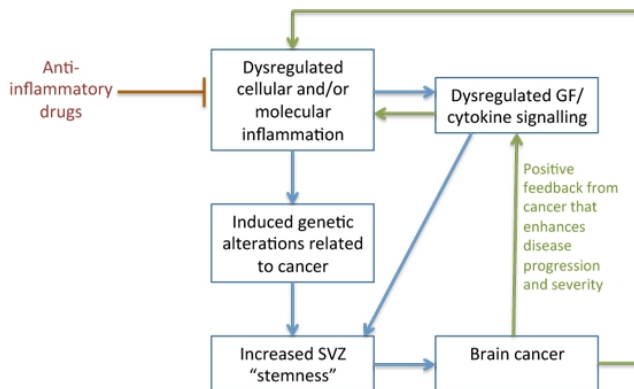 Anti-
inflammatory
drugs
Dysregulated
cellular and/or
molecular
inflammation
Dysregulated GF/
cytokine signalling
Positive
feedback from
cancer that
enhances
disease
progression
and severity
Induced genetic
alterations related
to cancer
Increased SVZ
“stemness”
Brain cancer